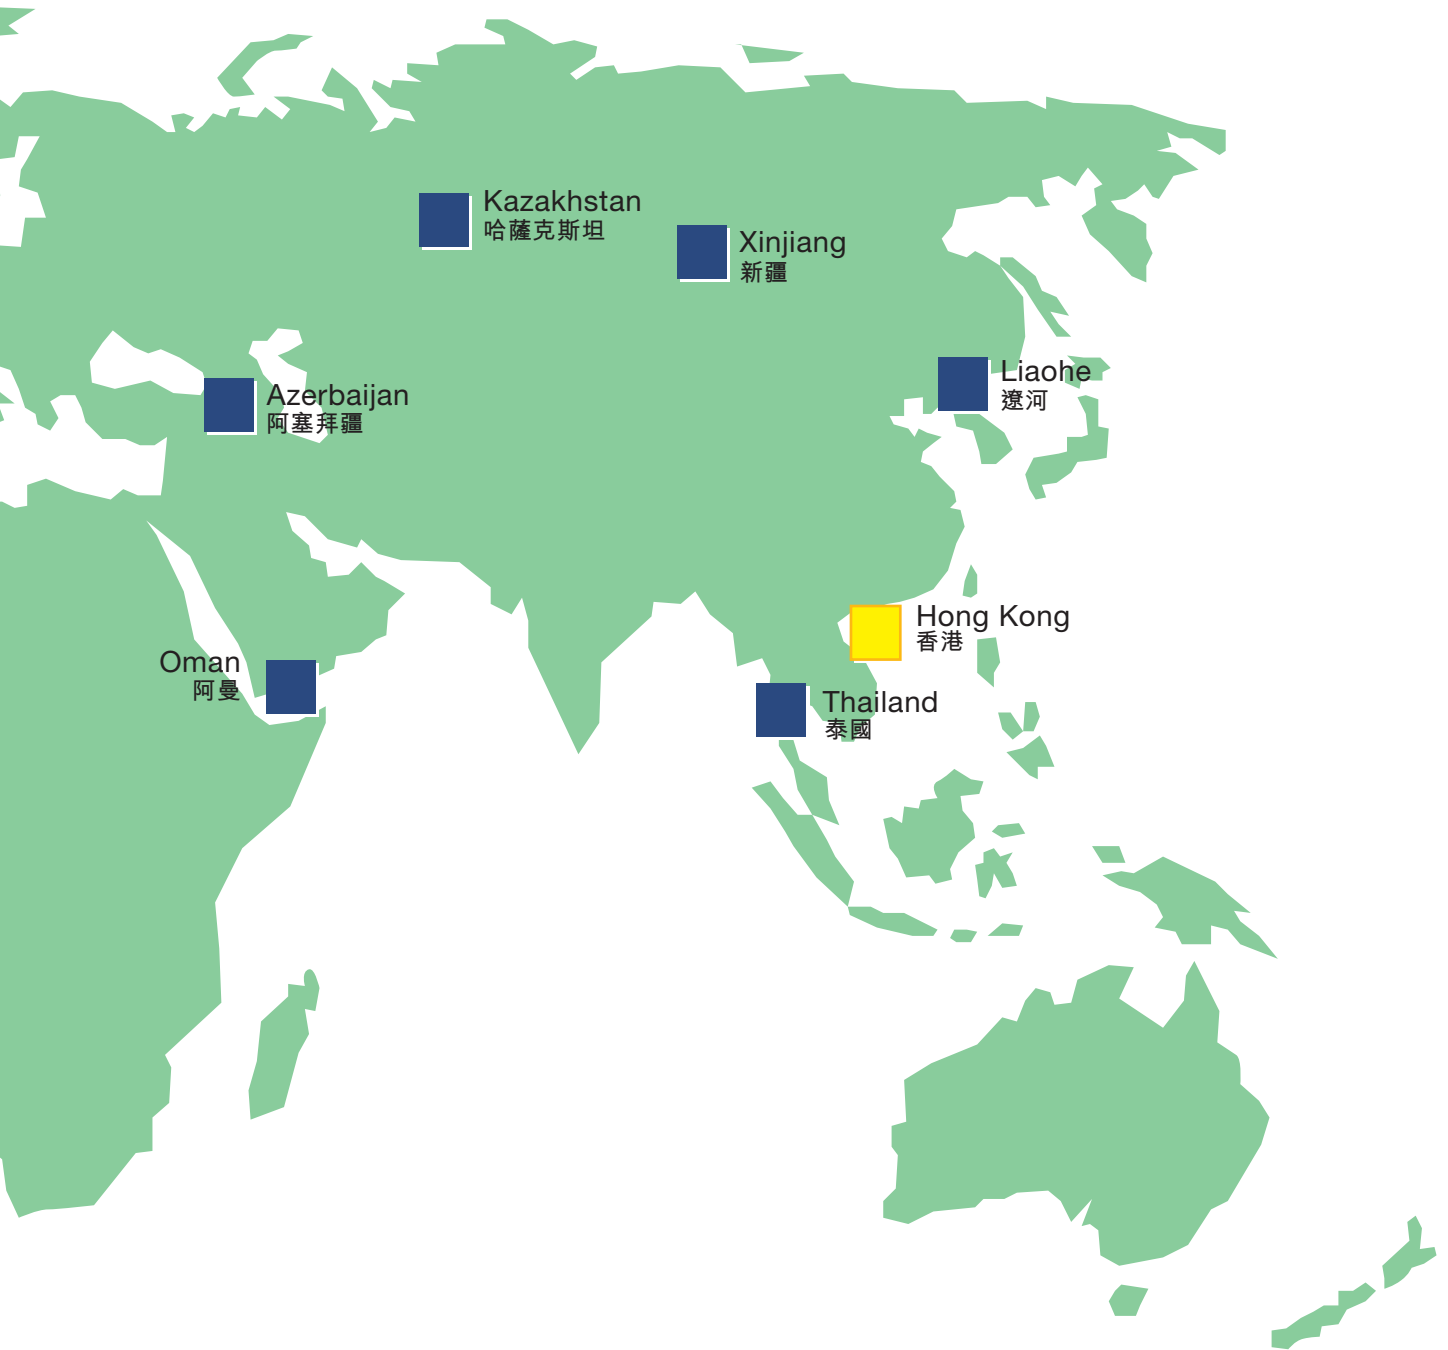 Kazakhstan
哈薩克斯坦
Xinjiang
新疆
Liaohe
遼河
Azerbaijan
阿塞拜疆
Hong Kong
香港
Oman
阿曼
Thailand
泰國